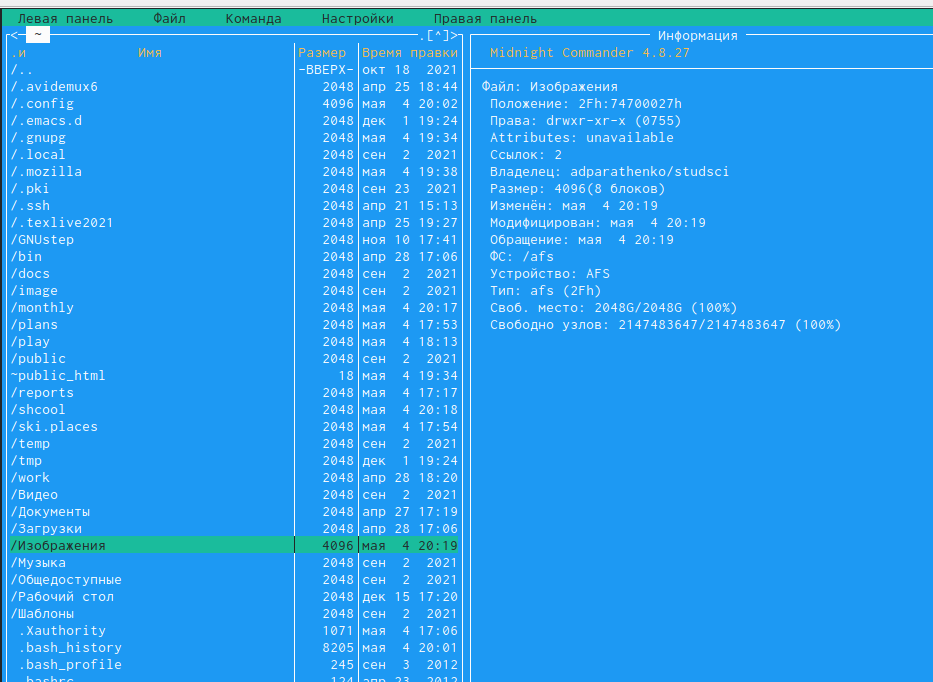 Левая панель Файл Команда Настройки Правая панель
<─ ~ .[^]>
.и Имя Размер Время правки
/.. -ВВЕРХ- окт 18 2021
/.avidemux6 2048 апр 25 18:44
/.config 4096 мая 4 20:02
/.emacs.d 2048 дек 1 19:24
/.gnupg 2048 мая 4 19:34
/.local 2048 сен 2 2021
/.mozilla 2048 мая 4 19:38
/.pki 2048 сен 23 2021
/.ssh 2048 апр 21 15:13
/.texlive2021 2048 апр 25 19:27
/GNUstep 2048 ноя 10 17:41
/bin 2048 апр 28 17:06
/docs 2048 сен 2 2021
/image 2048 сен 2 2021
/monthly 2048 мая 4 20:17
/plans 2048 мая 4 17:53
/play 2048 мая 4 18:13
/public 2048 сен 2 2021
~public_html 18 мая 4 19:34
/reports 2048 мая 4 17:17
/shcool 2048 мая 4 20:18
/ski.places 2048 мая 4 17:54
/temp 2048 сен 2 2021
/tmp 2048 дек 1 19:24
/work 2048 апр 28 18:20
/Видео 2048 сен 2 2021
/Документы 2048 апр 27 17:19
/Загрузки 2048 апр 28 17:06
/Изображения 4096 мая 4 20:19
/Музыка 2048 сен 2 2021
/Общедоступные 2048 сен 2 2021
/Рабочий стол 2048 дек 15 17:20
/Шаблоны 2048 сен 2 2021
.Xauthority 1071 мая 4 17:06
.bash_history 8205 мая 4 20:01
.bash_profile 245 сен 3 2012
.bashrc 124 апр 23 2012
Информация
Midnight Commander 4.8.27
Файл: Изображения
Положение: 2Fh:74700027h
Права: drwxr-xr-x (0755)
Attributes: unavailable
Ссылок: 2
Владелец: adparathenko/studsci
Размер: 4096(8 блоков)
Изменён: мая 4 20:19
Модифицирован: мая 4 20:19
Обращение: мая 4 20:19
ФС: /afs
Устройство: AFS
Тип: afs (2Fh)
Своб. место: 2048G/2048G (100%)
Свободно узлов: 2147483647/2147483647 (100%)